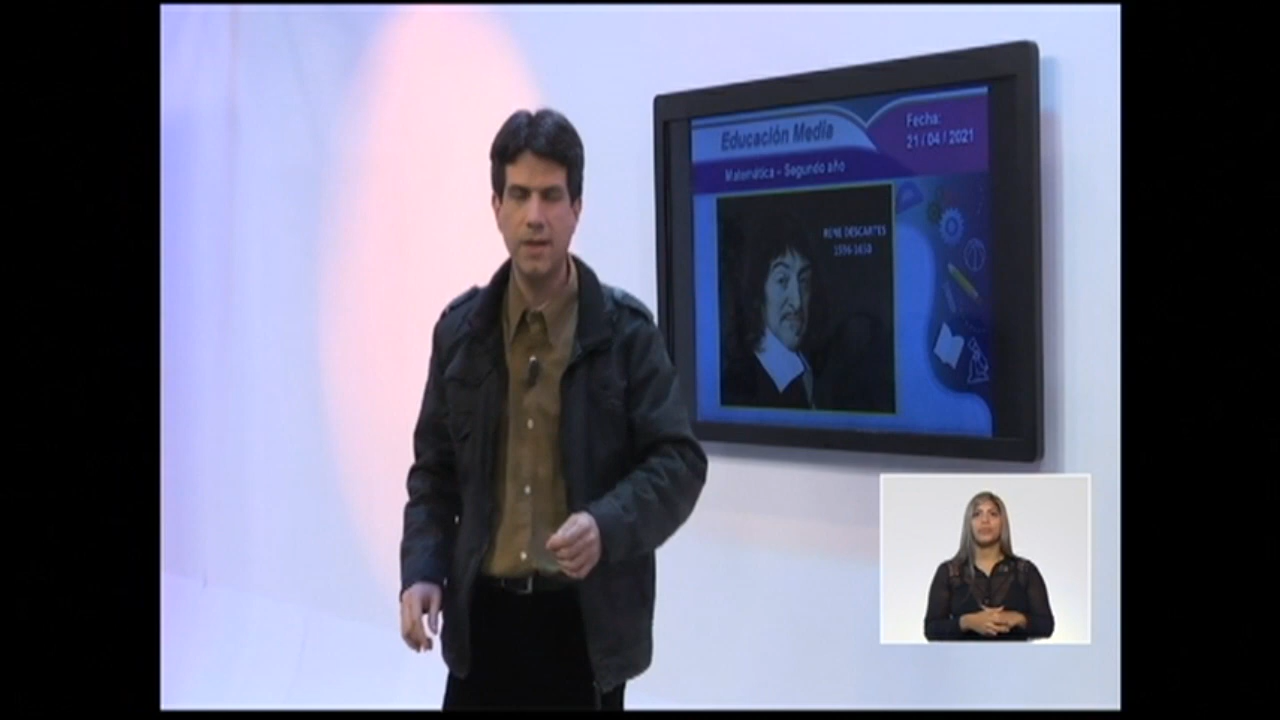 Educación Media
Fecha:
21 / 04 / 2021
Matemática - Segundo año
RENE DESCARTES
1596-1650